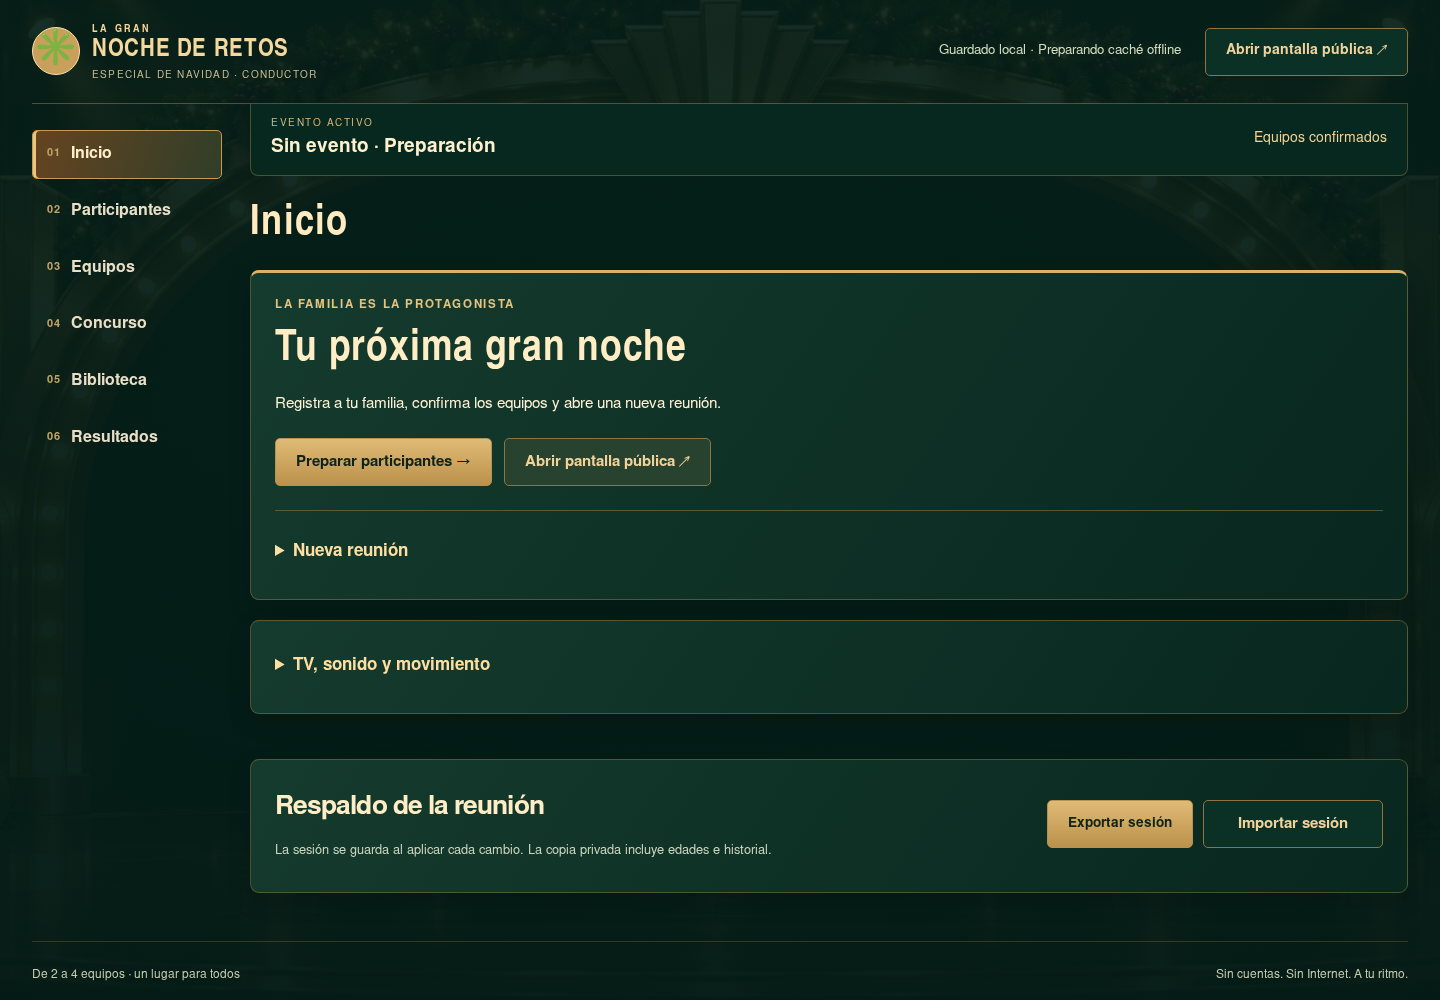 LA GRAN
NOCHE DE RETOS
ESPECIAL DE NAVIDAD · CONDUCTOR
Guardado local · Preparando caché offline
Abrir pantalla pública ↗
01 Inicio
02 Participantes
03 Equipos
04 Concurso
05 Biblioteca
06 Resultados
EVENTO ACTIVO
Sin evento · Preparación
Equipos confirmados
Inicio
LA FAMILIA ES LA PROTAGONISTA
Tu próxima gran noche
Registra a tu familia, confirma los equipos y abre una nueva reunión.
Preparar participantes →
Abrir pantalla pública ↗
▶ Nueva reunión
▶ TV, sonido y movimiento
Respaldo de la reunión
La sesión se guarda al aplicar cada cambio. La copia privada incluye edades e historial.
Exportar sesión
Importar sesión
De 2 a 4 equipos · un lugar para todos
Sin cuentas. Sin Internet. A tu ritmo.